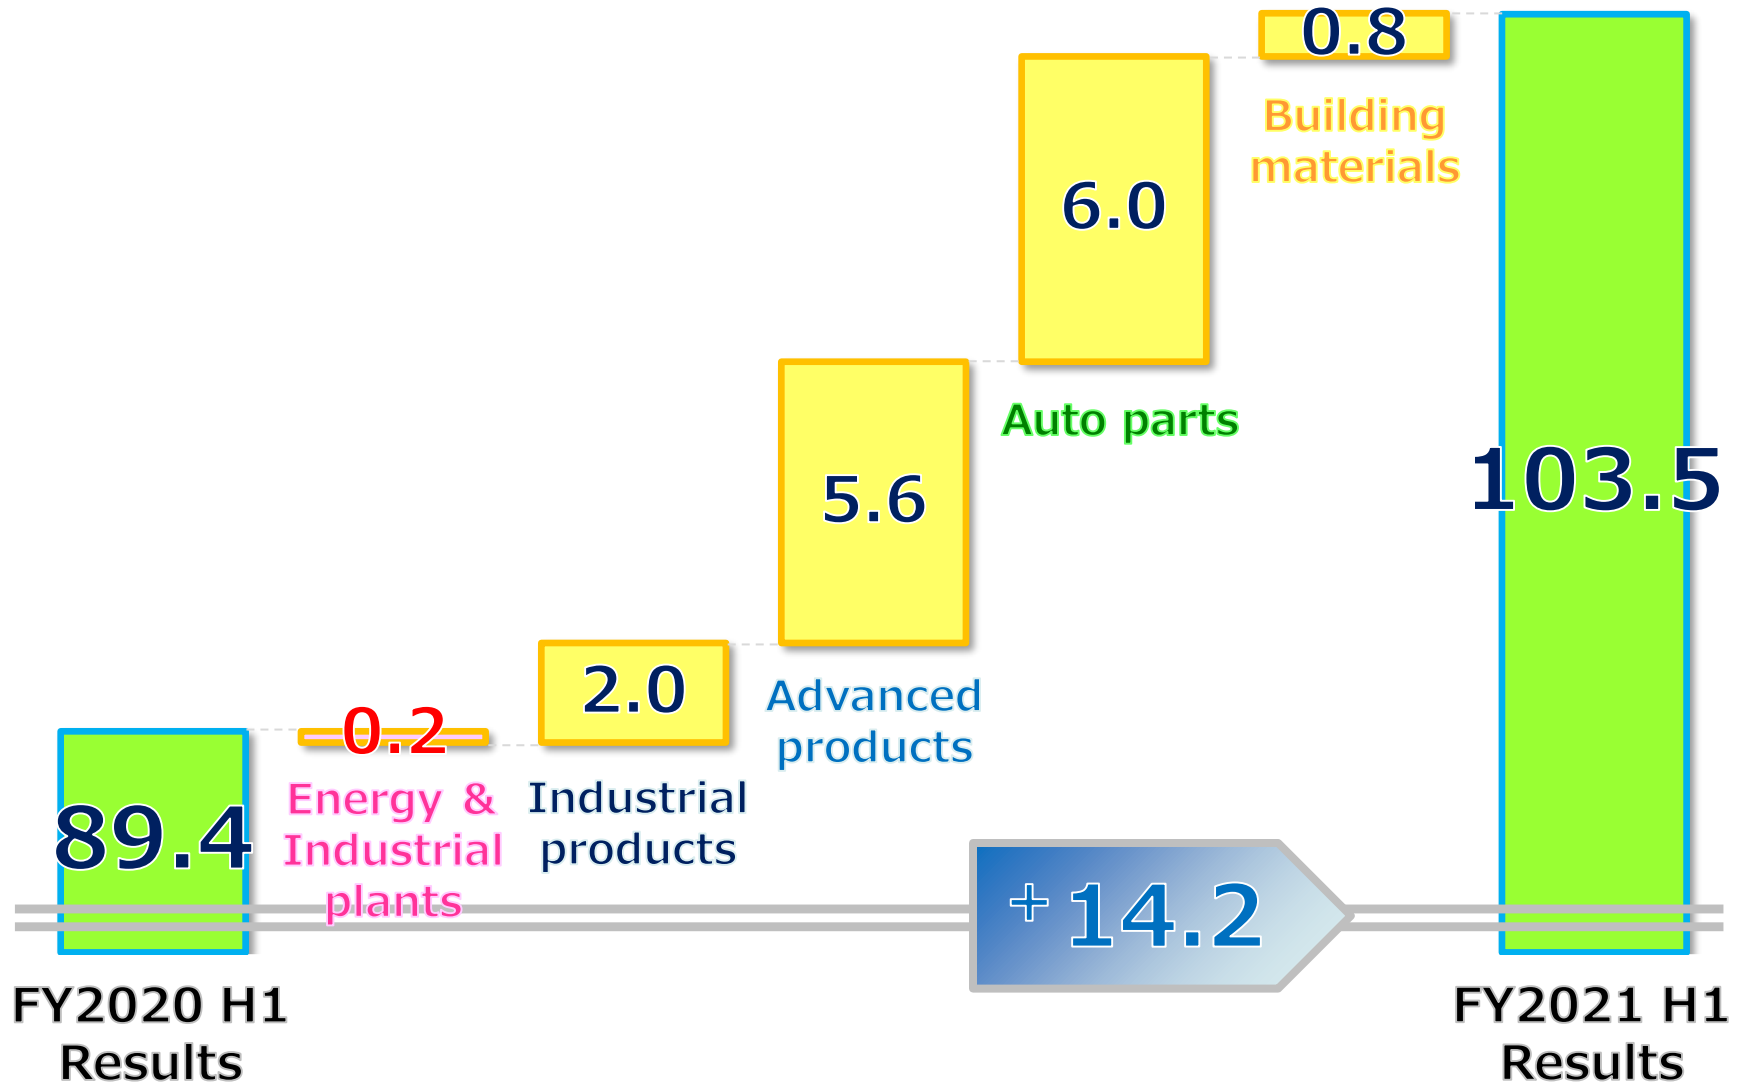 0.8
Building
materials
6.0
Auto parts
103.5
5.6
Advanced
products
2.0
Industrial
products
0.2
Energy &
Industrial
plants
89.4
+14.2
FY2020 H1
Results
FY2021 H1
Results